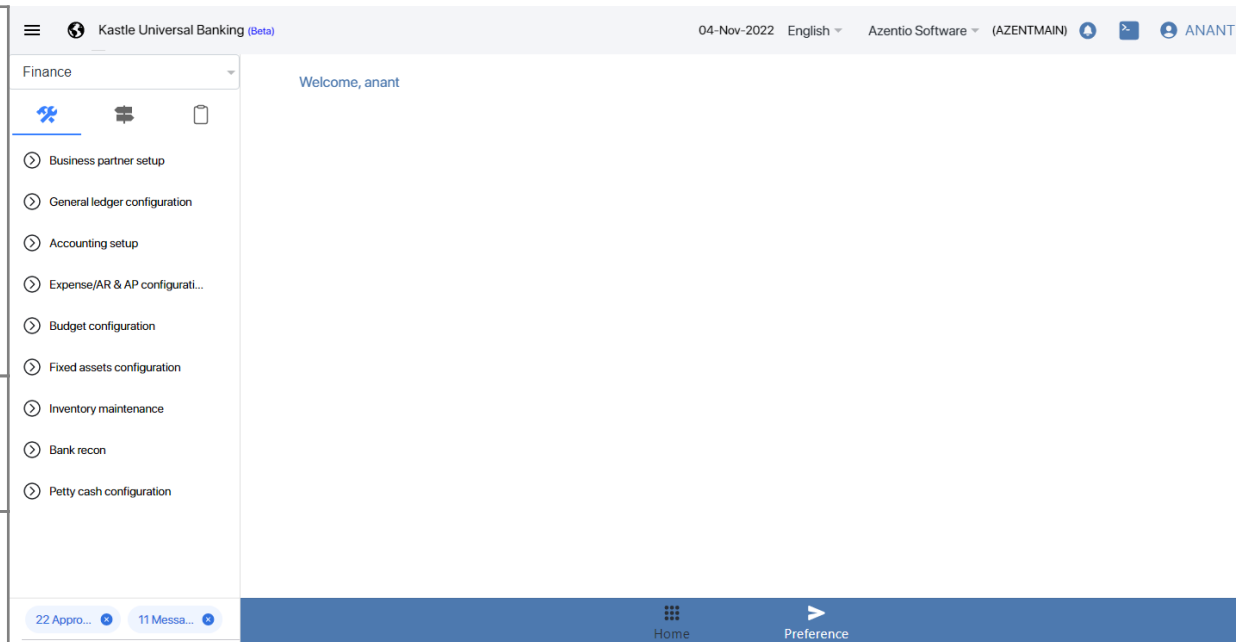 Kastle Universal Banking (Beta)
04-Nov-2022 English Azentio Software (AZENTMAIN) ANANT
Finance
Welcome, anant
Business partner setup
General ledger configuration
Accounting setup
Expense/AR & AP configurati...
Budget configuration
Fixed assets configuration
Inventory maintenance
Bank recon
Petty cash configuration
22 Appro... 11 Messa...
Home Preference